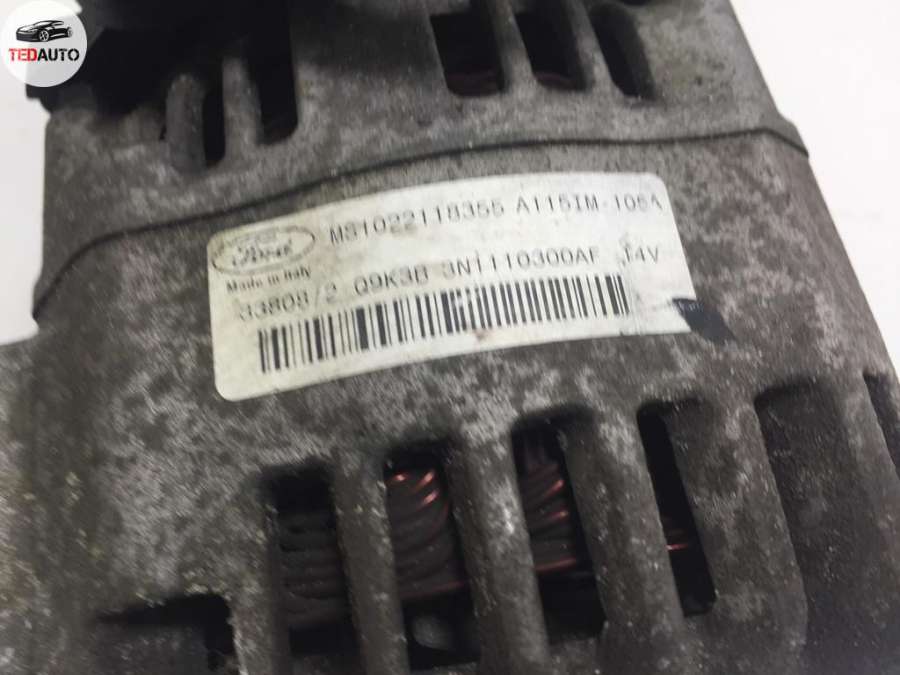 TEDAUTO
Ford
MS1022118355 A115IM-105A
Made in Italy
33808/2 Q9K3B 3N1110300AF 14V